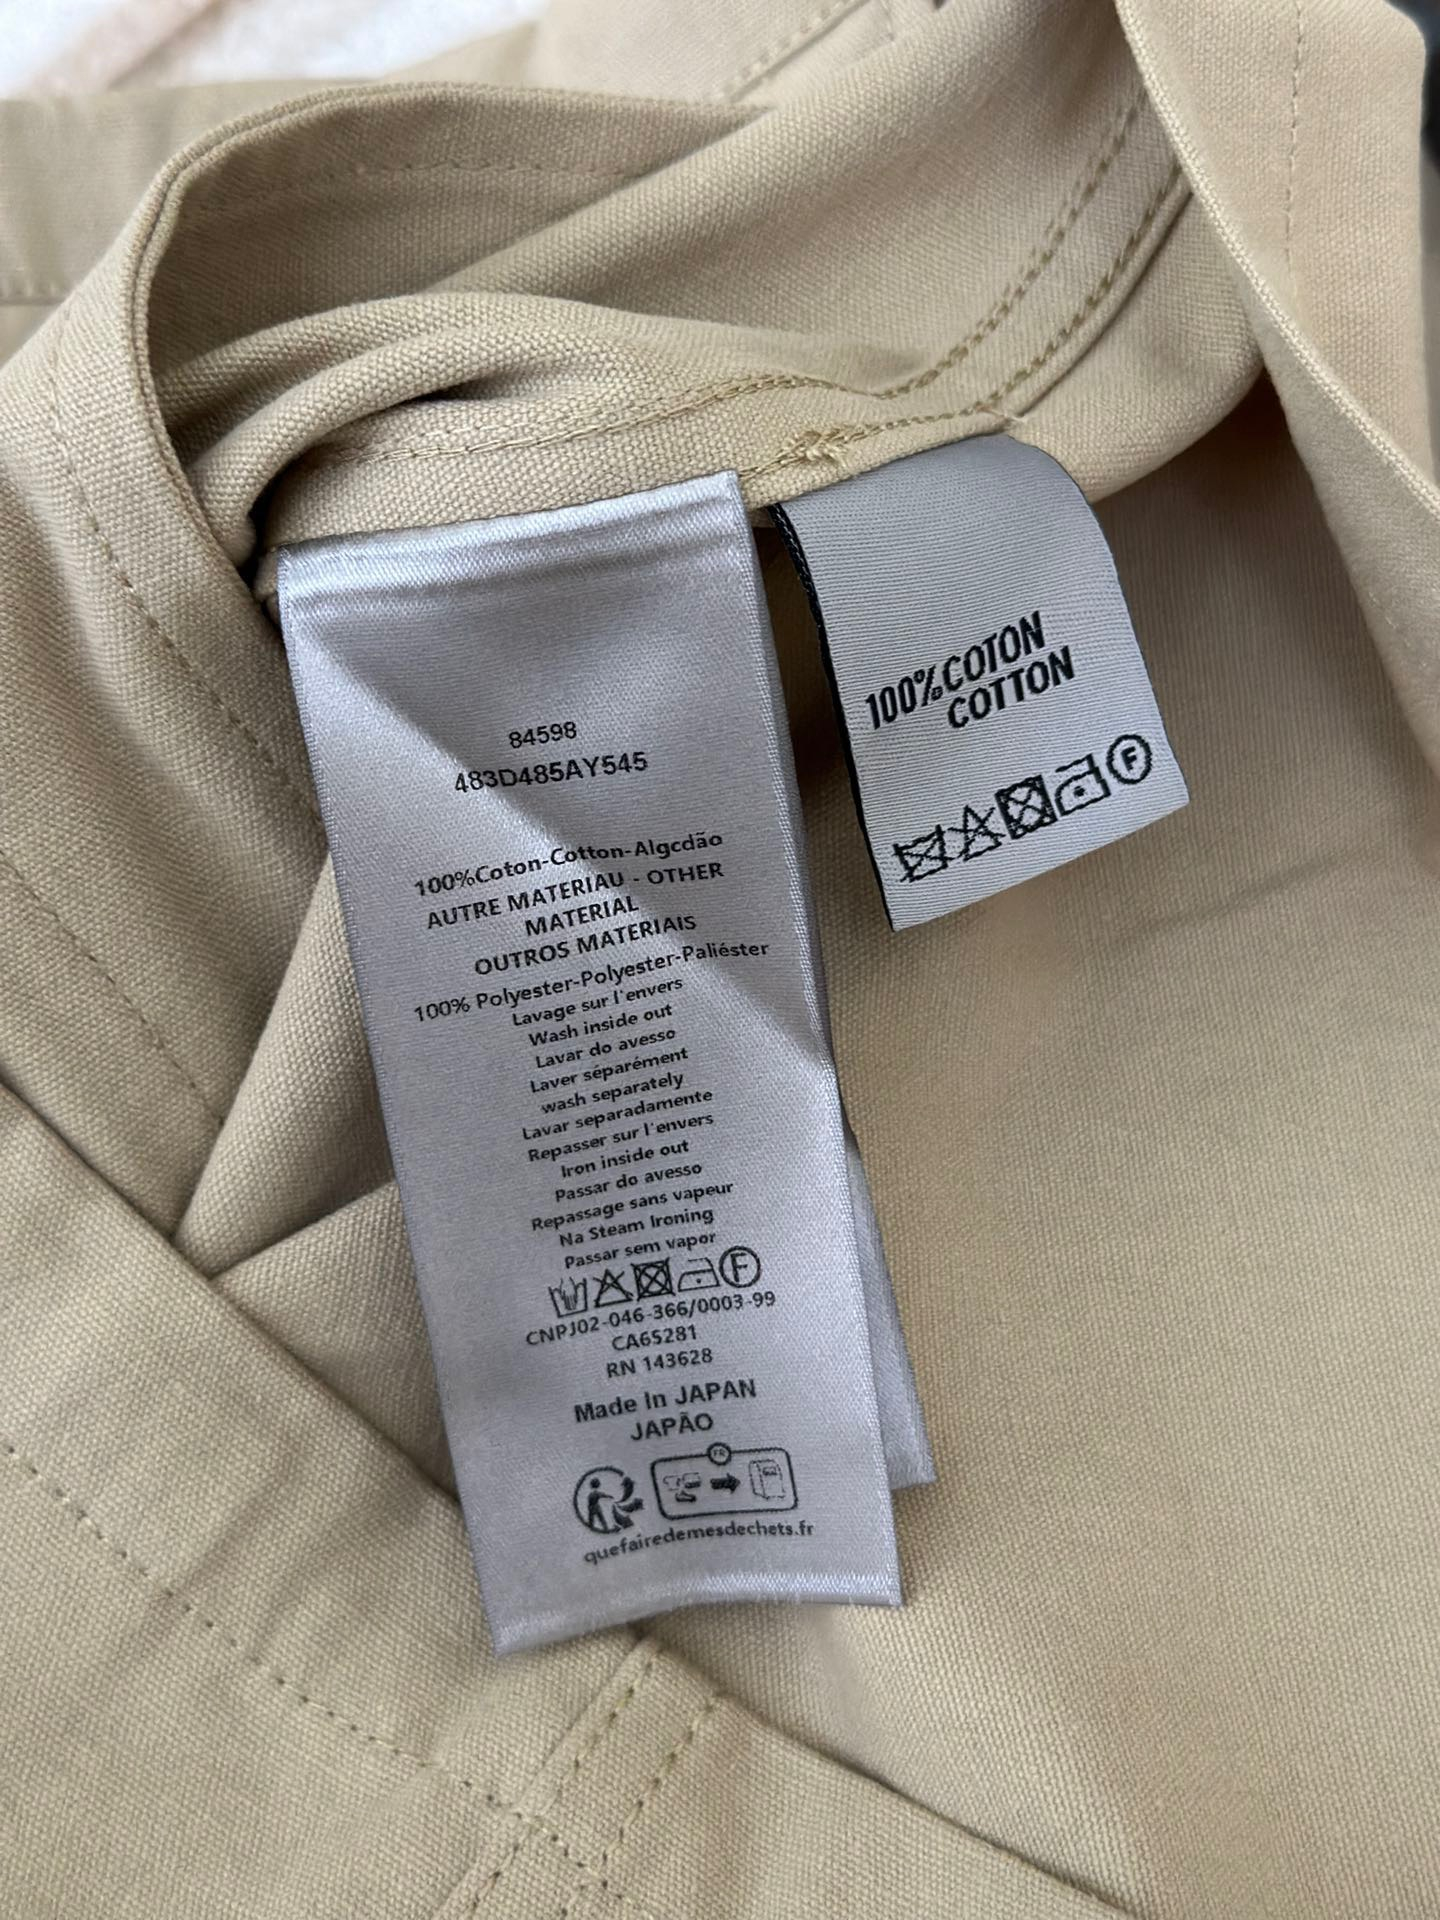 84598
483D485AY545
100%Coton-Cotton-Algcdão
AUTRE MATERIAU - OTHER
MATERIAL
OUTROS MATERIAIS
100% Polyester-Polyester-Paliéster
Lavage sur l'envers
Wash inside out
Lavar do avesso
Laver séparément
wash separately
Lavar separadamente
Repasser sur l'envers
Iron inside out
Passar do avesso
Repassage sans vapeur
Na Steam Ironing
Passar sem vapor
F
CNPJ02-046-366/0003-99
CA65281
RN 143628
Made In JAPAN
JAPÃO
FR
quefairedemesdechets.fr
100%COTON
COTTON
F